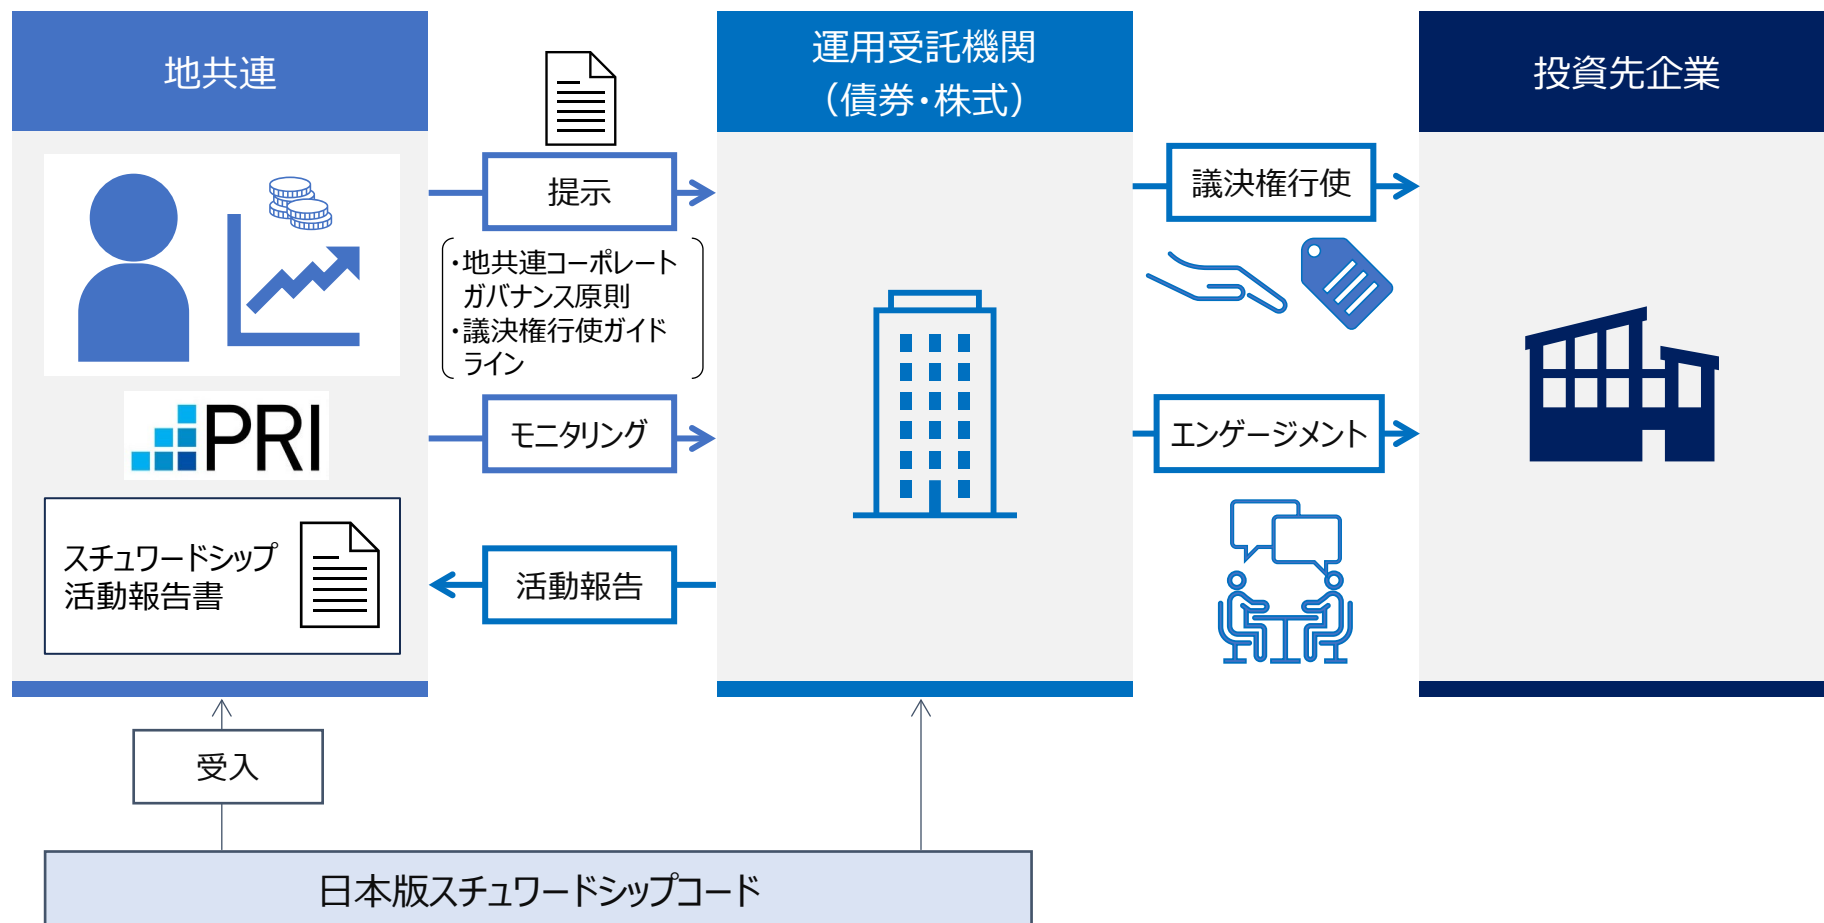 地共連
運用受託機関
（債券・株式）
投資先企業
提示
・地共連コーポレート
ガバナンス原則
・議決権行使ガイド
ライン
議決権行使
PRI
モニタリング
エンゲージメント
スチュワードシップ
活動報告書
活動報告
受入
日本版スチュワードシップコード